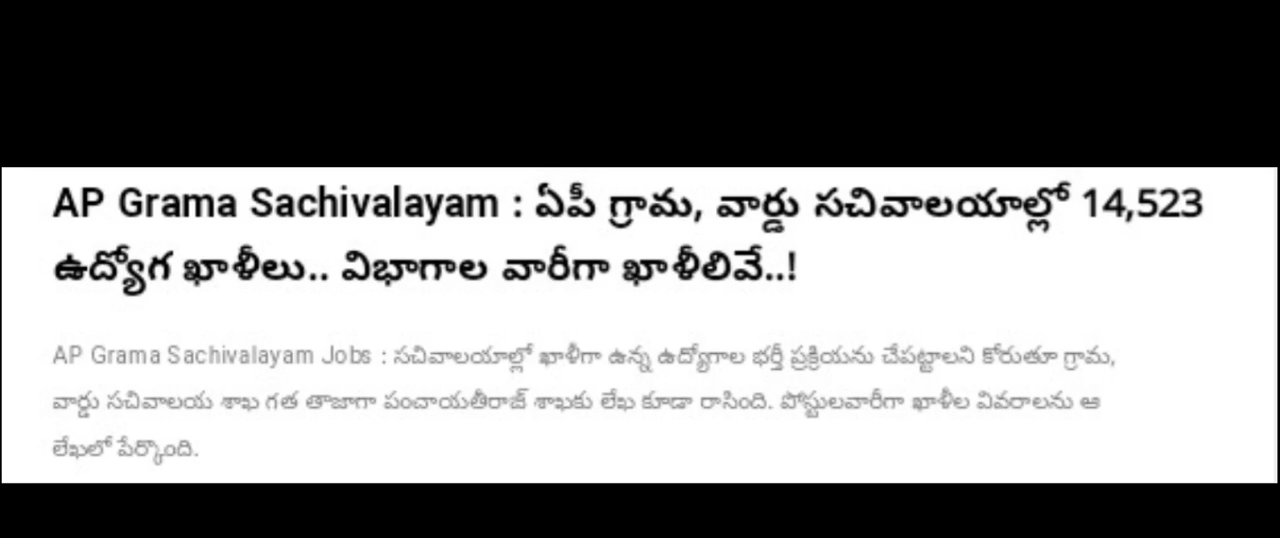 AP Grama Sachivalayam : ఏపీ గ్రామ, వార్డు సచివాలయాల్లో 14,523
ఉద్యోగ ఖాళీలు.. విభాగాల వారీగా ఖాళీలివే..!
AP Grama Sachivalayam Jobs : సచివాలయాల్లో ఖాళీగా ఉన్న ఉద్యోగాల భర్తీ ప్రక్రియను చేపట్టాలని కోరుతూ గ్రామ,
వార్డు సచివాలయ శాఖ గత తాజాగా పంచాయతీరాజ్ శాఖకు లేఖ కూడా రాసింది. పోస్టులవారీగా ఖాళీల వివరాలను ఆ
లేఖలో పేర్కొంది.